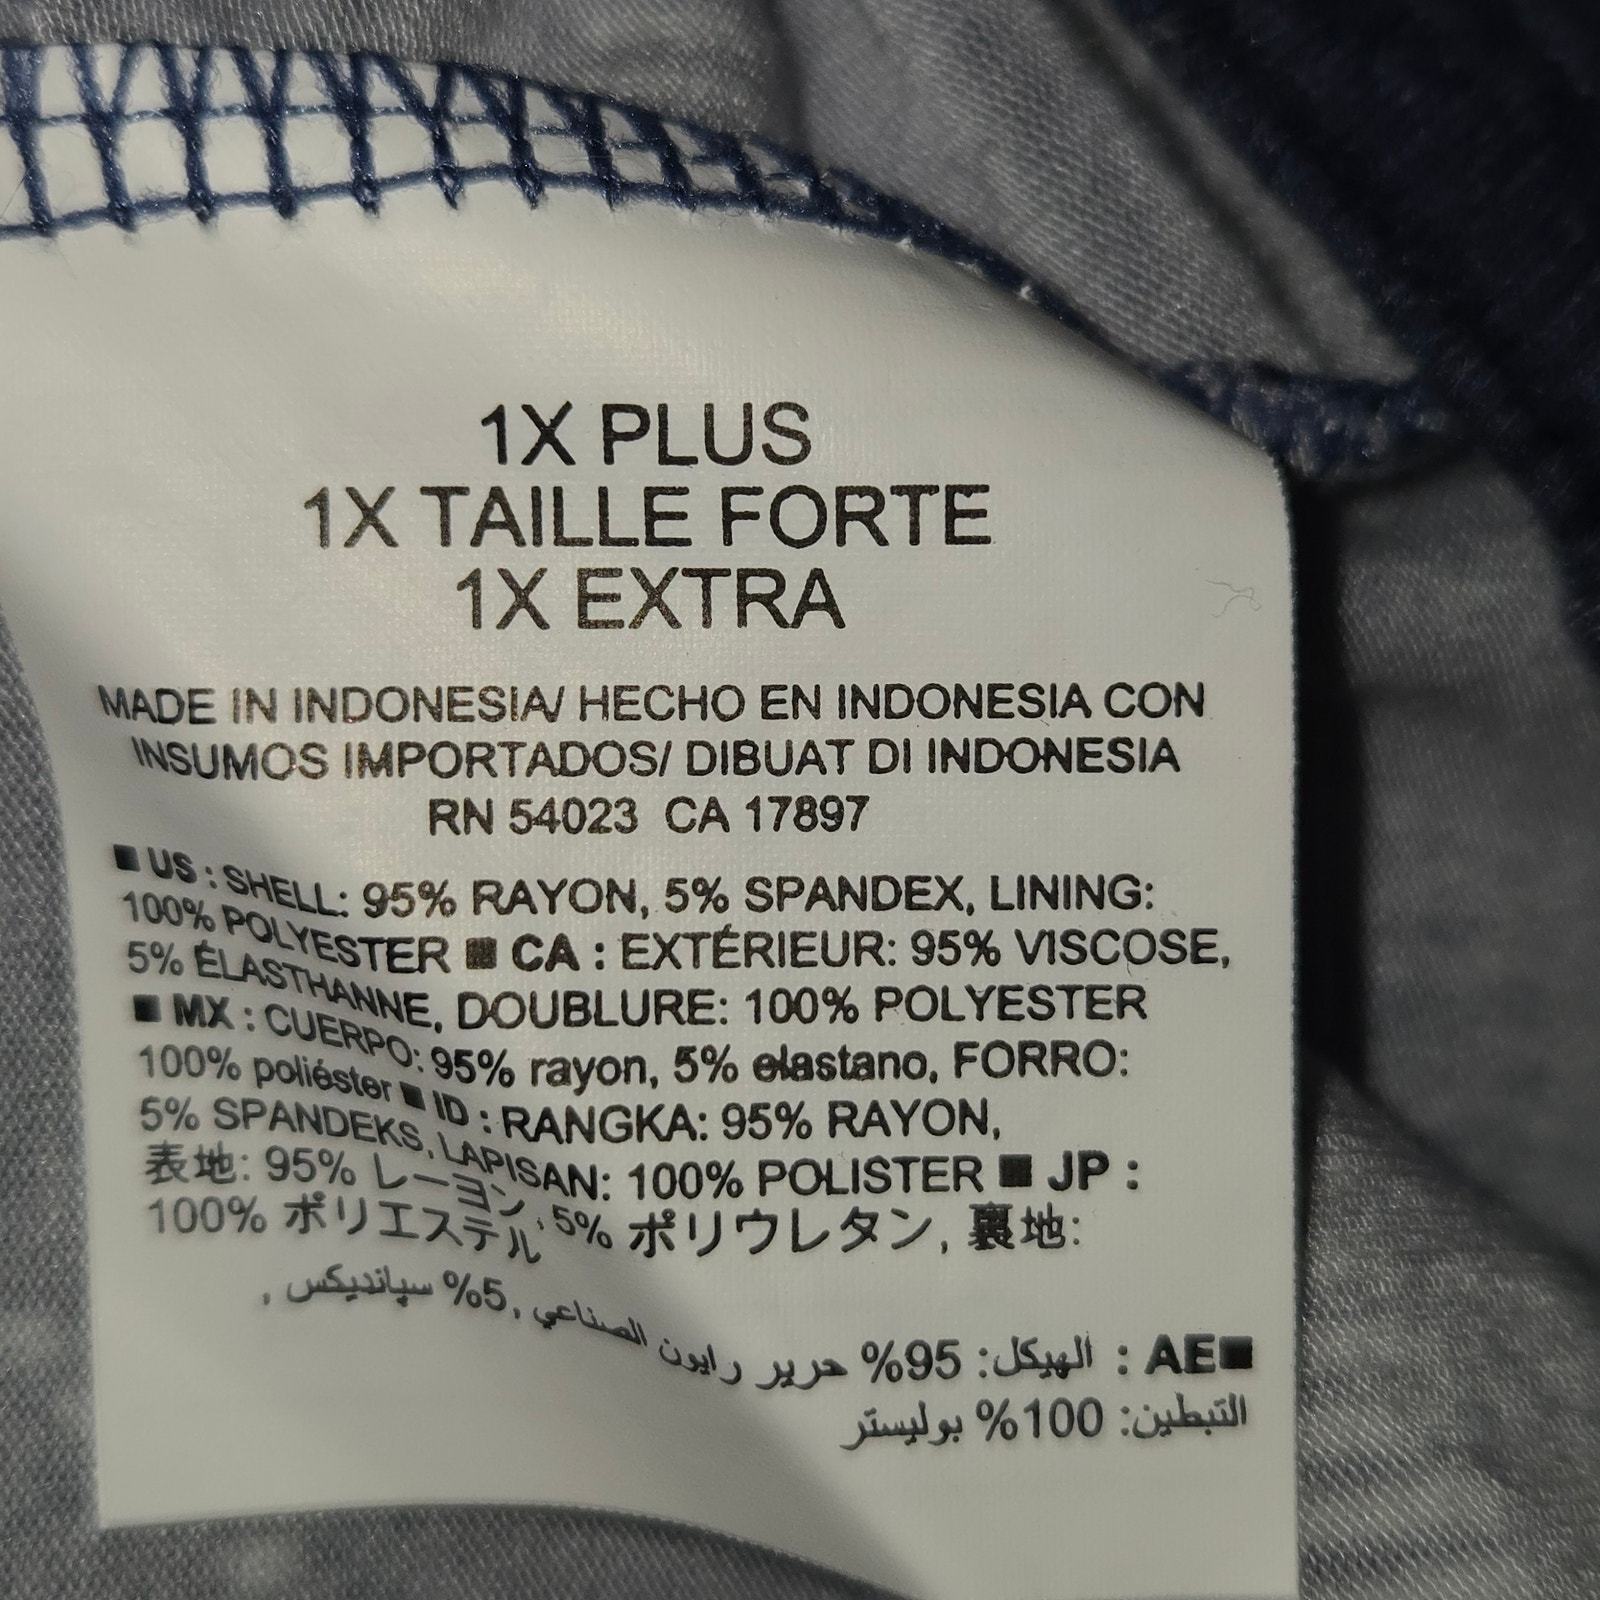 1X PLUS
1X TAILLE FORTE
1X EXTRA
MADE IN INDONESIA/ HECHO EN INDONESIA CON
INSUMOS IMPORTADOS/ DIBUAT DI INDONESIA
RN 54023 CA 17897
■ US : SHELL: 95% RAYON, 5% SPANDEX, LINING:
100% POLYESTER ■ CA : EXTÉRIEUR: 95% VISCOSE,
5% ÉLASTHANNE, DOUBLURE: 100% POLYESTER
■ MX : CUERPO: 95% rayon, 5% elastano, FORRO:
100% poliéster ■ ID : RANGKA: 95% RAYON,
5% SPANDEKS, LAPISAN: 100% POLISTER ■ JP :
表地: 95% レーヨン, 5% ポリウレタン, 裏地:
100% ポリエステル
■AE : الهيكل: 95% حرير رايون الصناعي, 5% سپانديكس ,
التبطين: 100% بوليستر